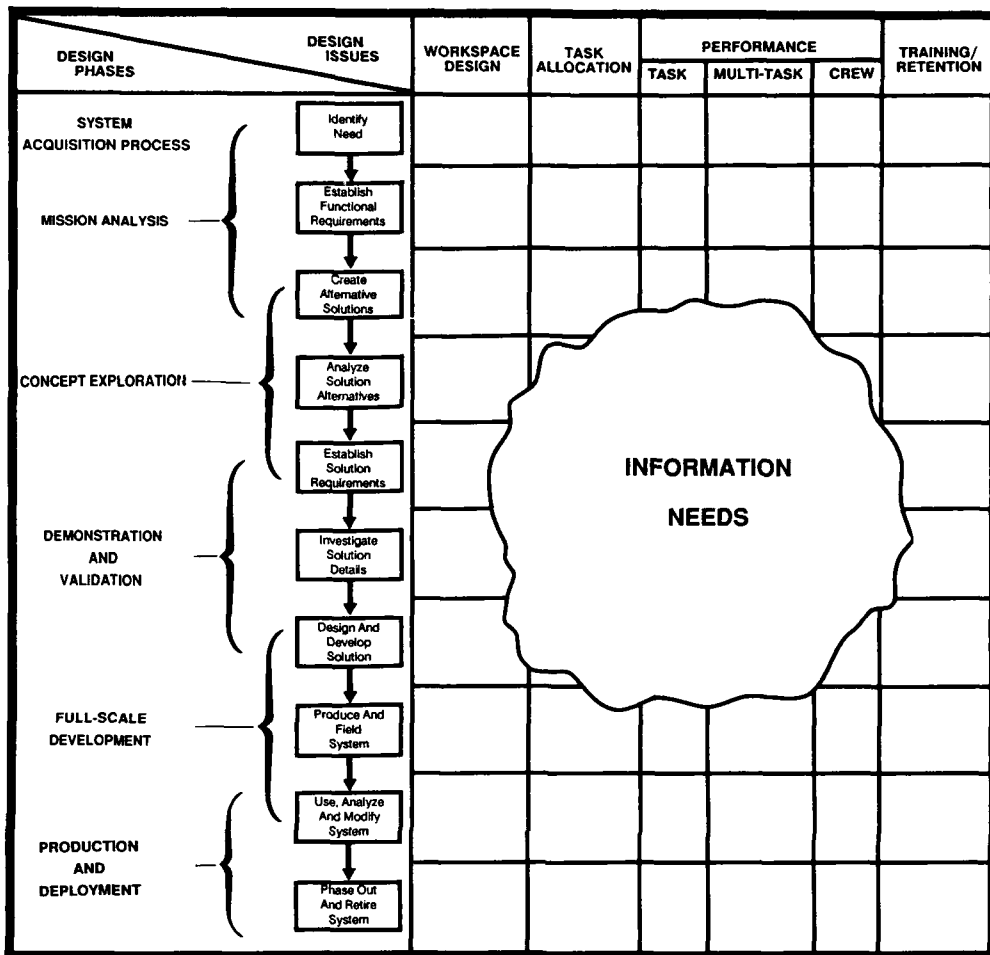 DESIGN
PHASES
DESIGN
ISSUES
WORKSPACE
DESIGN
TASK
ALLOCATION
PERFORMANCE
TASK
MULTI-TASK
CREW
TRAINING/
RETENTION
SYSTEM
ACQUISITION PROCESS
MISSION ANALYSIS
CONCEPT EXPLORATION
DEMONSTRATION
AND
VALIDATION
FULL-SCALE
DEVELOPMENT
PRODUCTION
AND
DEPLOYMENT
Identify
Need
Establish
Functional
Requirements
Create
Alternative
Solutions
Analyze
Solution
Alternatives
Establish
Solution
Requirements
Investigate
Solution
Details
Design And
Develop
Solution
Produce And
Field
System
Use, Analyze
And Modify
System
Phase Out
And Retire
System
INFORMATION
NEEDS